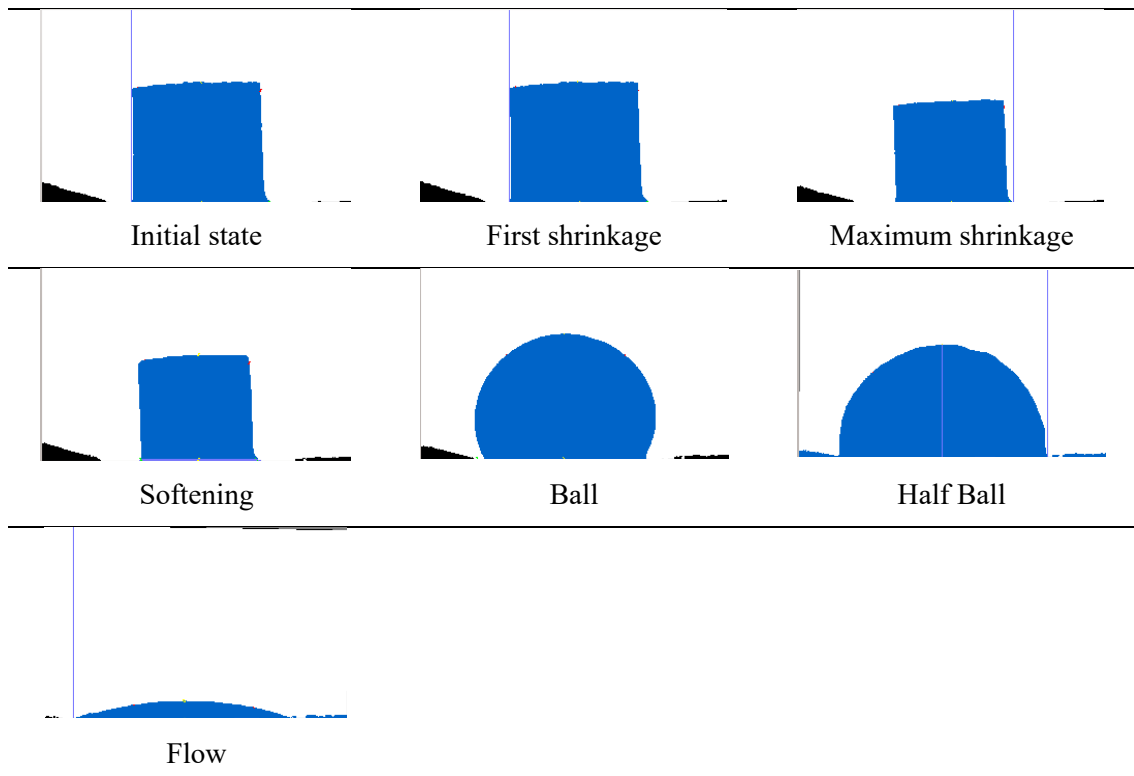 Initial state
First shrinkage
Maximum shrinkage
Softening
Ball
Half Ball
Flow